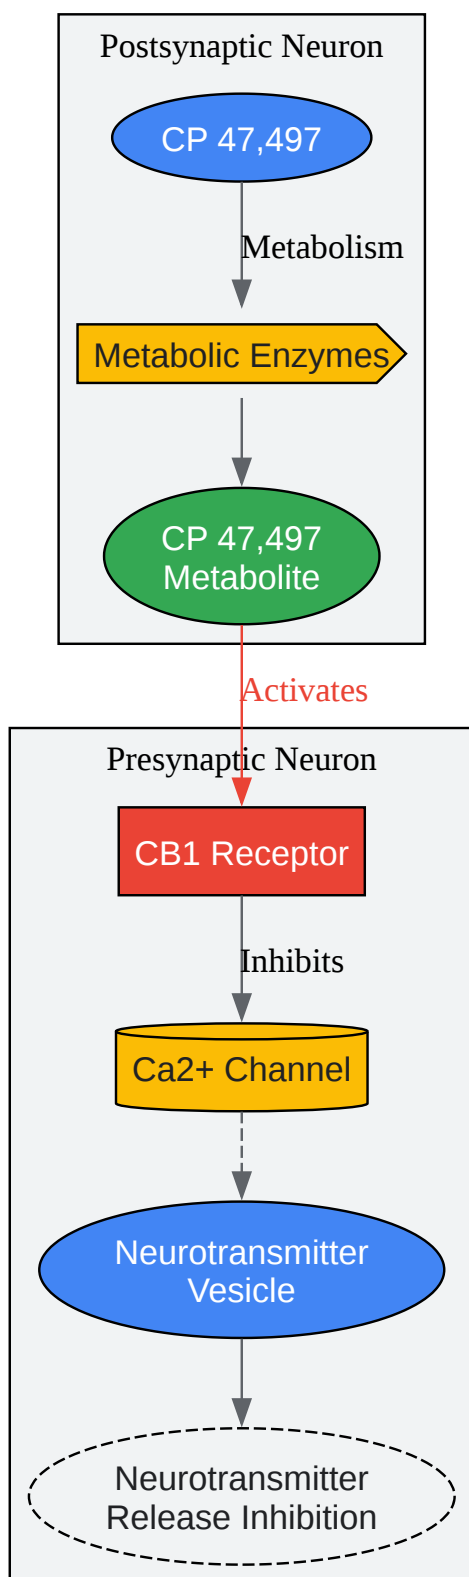 Postsynaptic Neuron
CP 47,497
Metabolism
Metabolic Enzymes
CP 47,497
Metabolite
Activates
Presynaptic Neuron
CB1 Receptor
Inhibits
Ca2+ Channel
Neurotransmitter
Vesicle
Neurotransmitter
Release Inhibition